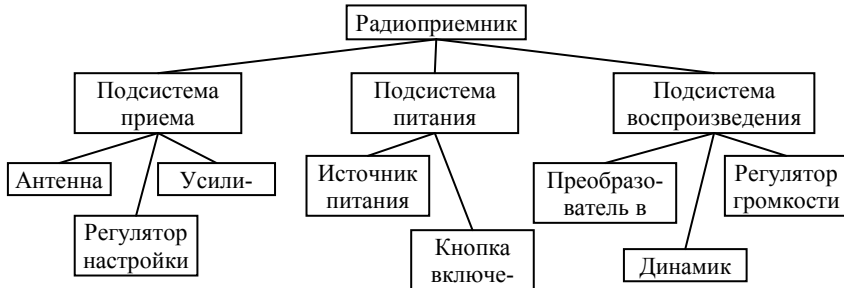 Радиоприемник
Подсистема
приема
Подсистема
питания
Подсистема
воспроизведения
Антенна
Усили-
Регулятор
настройки
Источник
питания
Кнопка
включе-
Преобразо-
ватель в
Динамик
Регулятор
громкости